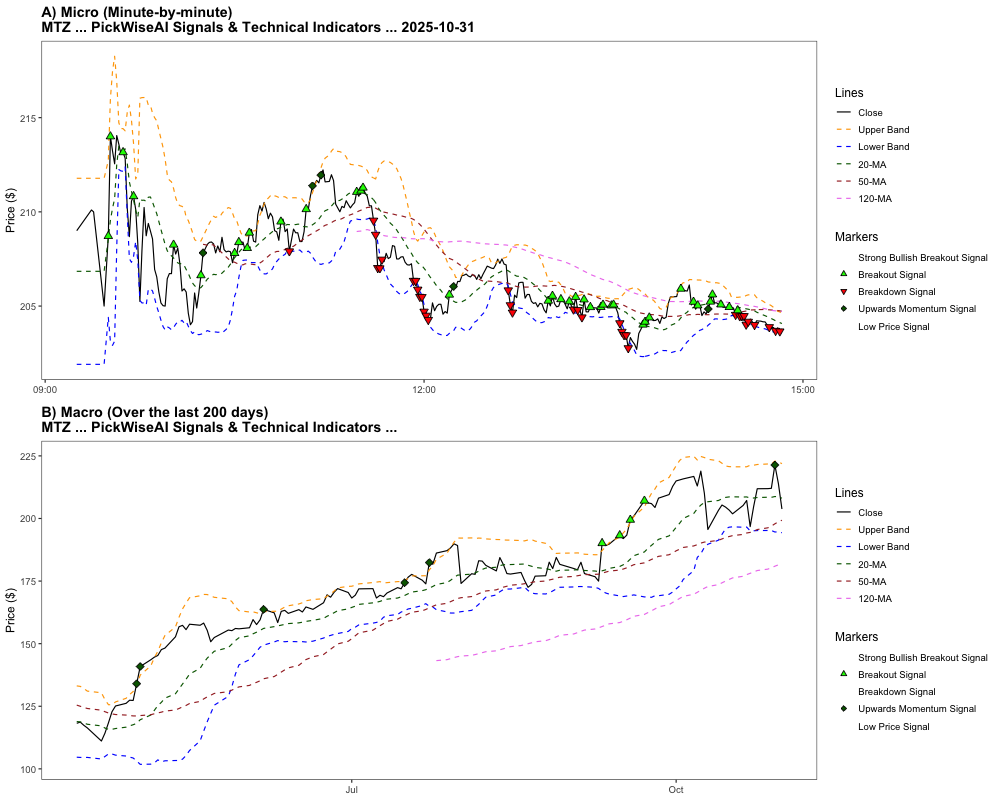 A) Micro (Minute-by-minute)
MTZ ... PickWiseAI Signals & Technical Indicators ... 2025-10-31
Price ($)
215
210
205
09:00
12:00
15:00
Lines
Close
Upper Band
Lower Band
20-MA
50-MA
120-MA
Markers
Strong Bullish Breakout Signal
Breakout Signal
Breakdown Signal
Upwards Momentum Signal
Low Price Signal
B) Macro (Over the last 200 days)
MTZ ... PickWiseAI Signals & Technical Indicators ...
Price ($)
225
200
175
150
125
100
Jul
Oct
Lines
Close
Upper Band
Lower Band
20-MA
50-MA
120-MA
Markers
Strong Bullish Breakout Signal
Breakout Signal
Breakdown Signal
Upwards Momentum Signal
Low Price Signal